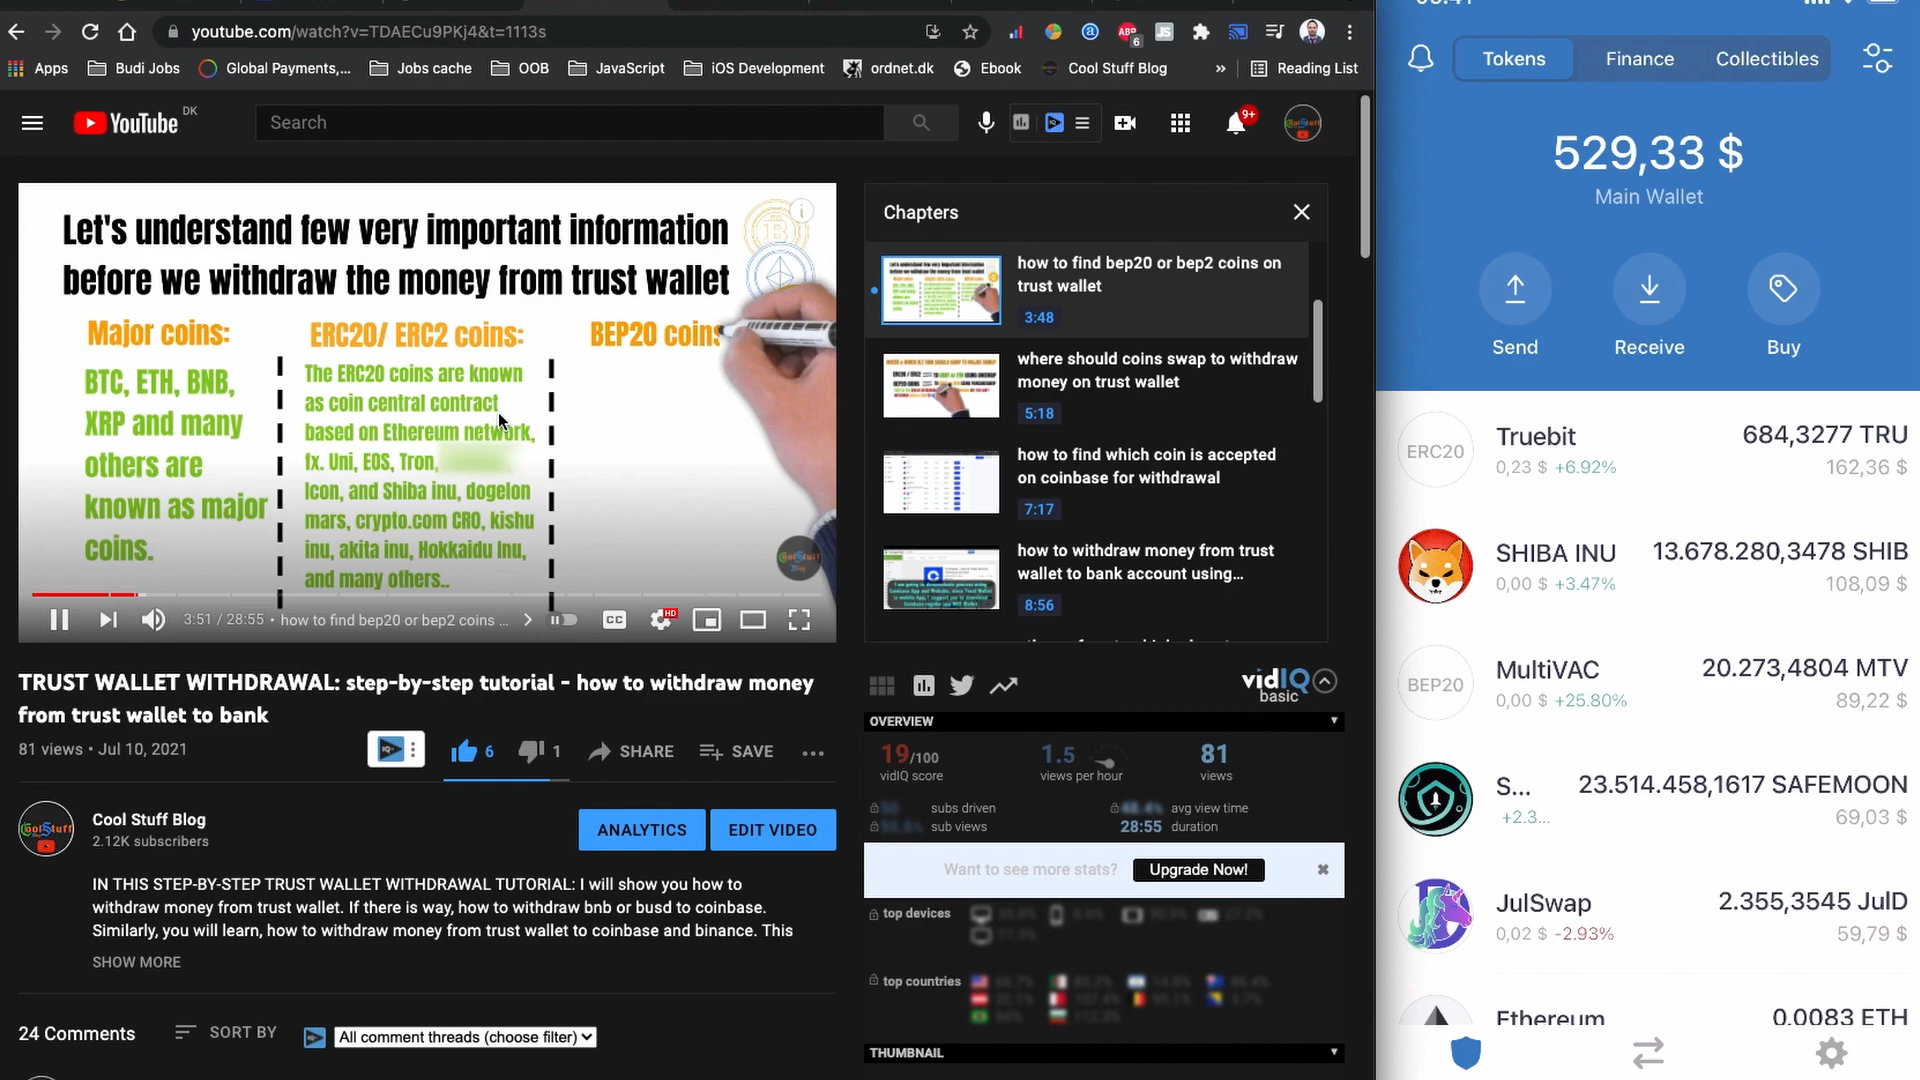 youtube.com/watch?v=TDAECu9PKj4&t=1113s
ABP
6
JS
Apps
Budi Jobs
Global Payments,...
Jobs cache
OOB
JavaScript
iOS Development
ordnet.dk
Ebook
Cool Stuff Blog
»
Reading List
YouTube
DK
Search
9+
Let's understand few very important information
before we withdraw the money from trust wallet
Major coins:
BTC, ETH, BNB,
XRP and many
others are
known as major
coins.
ERC20/ ERC2 coins:
The ERC20 coins are known
as coin central contract
based on Ethereum network,
fx. Uni, EOS, Tron,
Icon, and Shiba inu, dogelon
mars, crypto.com CRO, kishu
inu, akita inu, Hokkaidu Inu,
and many others..
BEP20 coins
3:51 / 28:55 • how to find bep20 or bep2 coins ...
CC
HD
Chapters
how to find bep20 or bep2 coins on
trust wallet
3:48
where should coins swap to withdraw
money on trust wallet
5:18
how to find which coin is accepted
on coinbase for withdrawal
7:17
how to withdraw money from trust
wallet to bank account using...
8:56
TRUST WALLET WITHDRAWAL: step-by-step tutorial - how to withdraw money
from trust wallet to bank
81 views • Jul 10, 2021
6
1
SHARE
SAVE
Cool Stuff Blog
2.12K subscribers
ANALYTICS
EDIT VIDEO
IN THIS STEP-BY-STEP TRUST WALLET WITHDRAWAL TUTORIAL: I will show you how to
withdraw money from trust wallet. If there is way, how to withdraw bnb or busd to coinbase.
Similarly, you will learn, how to withdraw money from trust wallet to coinbase and binance. This
SHOW MORE
24 Comments
SORT BY
All comment threads (choose filter)
vidIQ
basic
OVERVIEW
19/100
vidIQ score
1.5
views per hour
81
views
subs driven
sub views
avg view time
28:55 duration
Want to see more stats?
Upgrade Now!
top devices
top countries
THUMBNAIL
Tokens
Finance
Collectibles
529,33 $
Main Wallet
Send
Receive
Buy
ERC20
Truebit
684,3277 TRU
0,23 $ +6.92%
162,36 $
SHIBA INU
13.678.280,3478 SHIB
0,00 $ +3.47%
108,09 $
BEP20
MultiVAC
20.273,4804 MTV
0,00 $ +25.80%
89,22 $
S...
23.514.458,1617 SAFEMOON
+2.3...
69,03 $
JulSwap
2.355,3545 JulD
0,02 $ -2.93%
59,79 $
Ethereum
0,0083 ETH